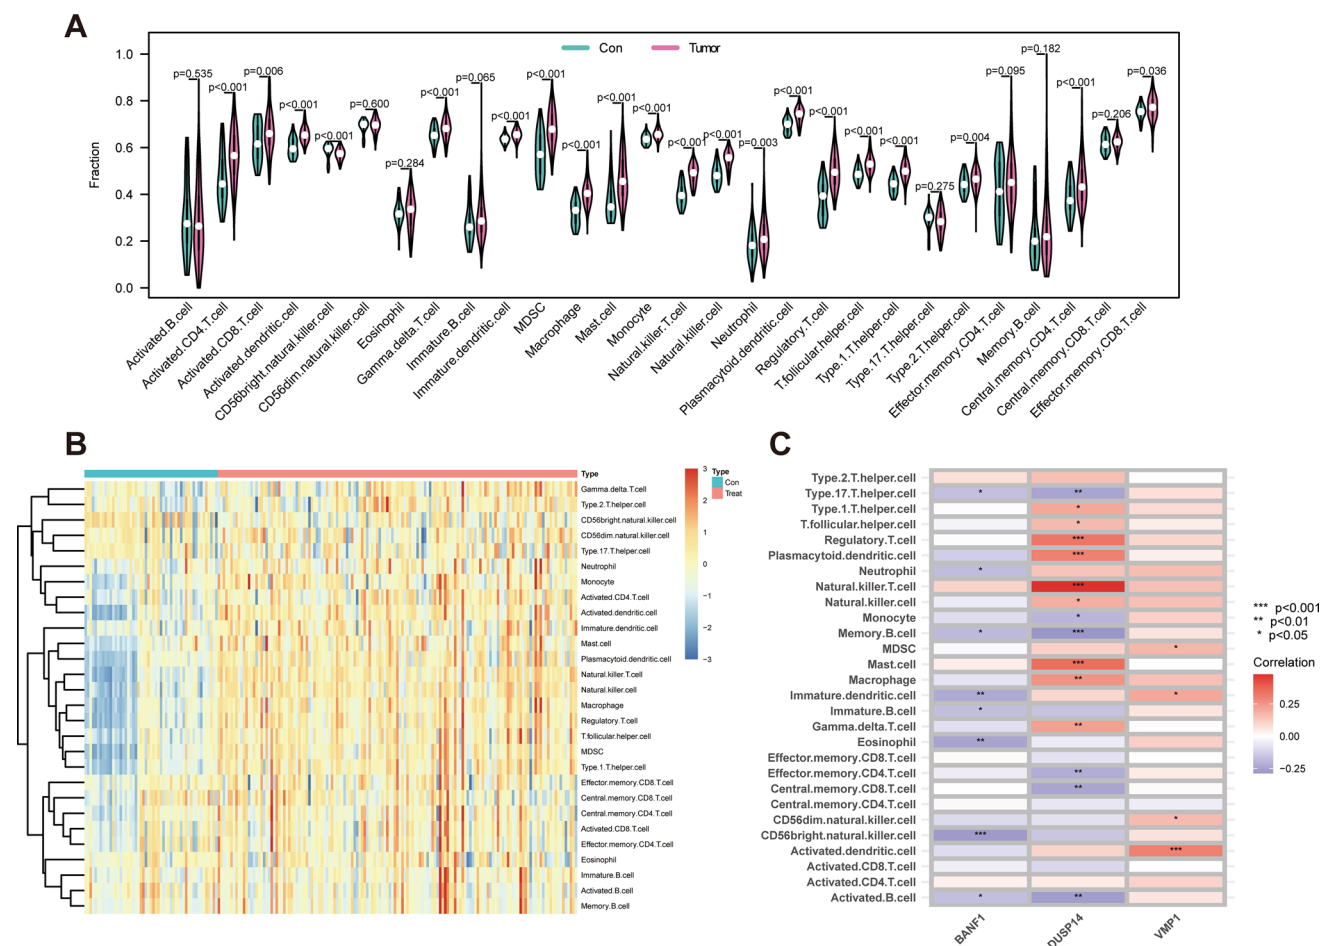 A
Con
Tumor
Fraction
1.0
0.8
0.6
0.4
0.2
0.0
p=0.535
p<0.001
p=0.006
p<0.001
p<0.001
p=0.600
p=0.284
p<0.001
p=0.065
p<0.001
p<0.001
p<0.001
p<0.001
p<0.001
p<0.001
p<0.001
p=0.003
p<0.001
p<0.001
p<0.001
p<0.001
p=0.275
p=0.004
p=0.095
p=0.182
p<0.001
p=0.206
p=0.036
Activated.B.cell
Activated.CD4.T.cell
Activated.CD8.T.cell
Activated.dendritic.cell
CD56bright.natural.killer.cell
CD56dim.natural.killer.cell
Eosinophil
Gamma.delta.T.cell
Immature.B.cell
Immature.dendritic.cell
MDSC
Macrophage
Mast.cell
Monocyte
Natural.killer.T.cell
Natural.killer.cell
Neutrophil
Plasmacytoid.dendritic.cell
Regulatory.T.cell
T.follicular.helper.cell
Type.1.T.helper.cell
Type.17.T.helper.cell
Type.2.T.helper.cell
Effector.memory.CD4.T.cell
Memory.B.cell
Central.memory.CD4.T.cell
Central.memory.CD8.T.cell
Effector.memory.CD8.T.cell
B
Type
Gamma.delta.T.cell
Type.2.T.helper.cell
CD56bright.natural.killer.cell
CD56dim.natural.killer.cell
Type.17.T.helper.cell
Neutrophil
Monocyte
Activated.CD4.T.cell
Activated.dendritic.cell
Immature.dendritic.cell
Mast.cell
Plasmacytoid.dendritic.cell
Natural.killer.T.cell
Natural.killer.cell
Macrophage
Regulatory.T.cell
T.follicular.helper.cell
MDSC
Type.1.T.helper.cell
Effector.memory.CD8.T.cell
Central.memory.CD8.T.cell
Central.memory.CD4.T.cell
Activated.CD8.T.cell
Effector.memory.CD4.T.cell
Eosinophil
Immature.B.cell
Activated.B.cell
Memory.B.cell
3
2
1
0
−1
−2
−3
Type
Con
Treat
C
Type.2.T.helper.cell
Type.17.T.helper.cell * **
Type.1.T.helper.cell *
T.follicular.helper.cell *
Regulatory.T.cell ***
Plasmacytoid.dendritic.cell ***
Neutrophil *
Natural.killer.T.cell ***
Natural.killer.cell *
Monocyte *
Memory.B.cell * ***
MDSC *
Mast.cell ***
Macrophage **
Immature.dendritic.cell ** *
Immature.B.cell *
Gamma.delta.T.cell **
Eosinophil **
Effector.memory.CD8.T.cell
Effector.memory.CD4.T.cell **
Central.memory.CD8.T.cell **
Central.memory.CD4.T.cell
CD56dim.natural.killer.cell *
CD56bright.natural.killer.cell ***
Activated.dendritic.cell ***
Activated.CD8.T.cell
Activated.CD4.T.cell
Activated.B.cell * **
BANF1
DUSP14
VMP1
*** p<0.001
** p<0.01
* p<0.05
Correlation
0.25
0.00
−0.25